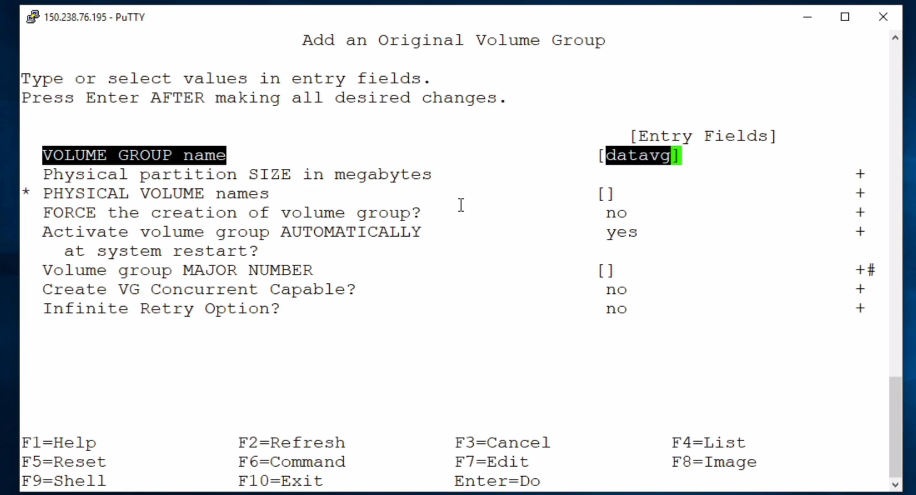 150.238.76.195 - PuTTY
Add an Original Volume Group
Type or select values in entry fields.
Press Enter AFTER making all desired changes.
[Entry Fields]
VOLUME GROUP name [datavg]
Physical partition SIZE in megabytes +
* PHYSICAL VOLUME names [] +
FORCE the creation of volume group? no +
Activate volume group AUTOMATICALLY yes +
at system restart?
Volume group MAJOR NUMBER [] +#
Create VG Concurrent Capable? no +
Infinite Retry Option? no +
F1=Help F2=Refresh F3=Cancel F4=List
F5=Reset F6=Command F7=Edit F8=Image
F9=Shell F10=Exit Enter=Do